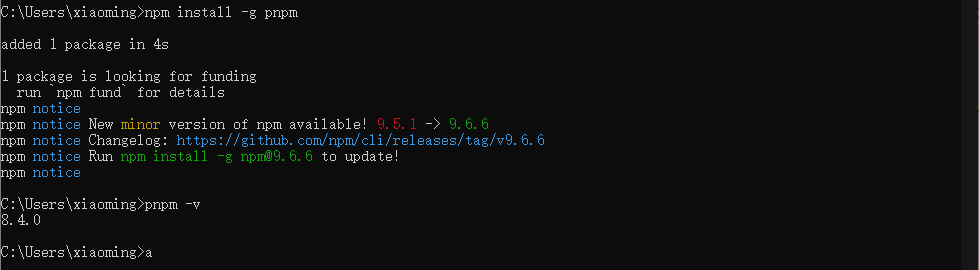 C:\Users\xiaoming>npm install -g pnpm
added 1 package in 4s
1 package is looking for funding
  run `npm fund` for details
npm notice
npm notice New minor version of npm available! 9.5.1 -> 9.6.6
npm notice Changelog: https://github.com/npm/cli/releases/tag/v9.6.6
npm notice Run npm install -g npm@9.6.6 to update!
npm notice
C:\Users\xiaoming>pnpm -v
8.4.0
C:\Users\xiaoming>a